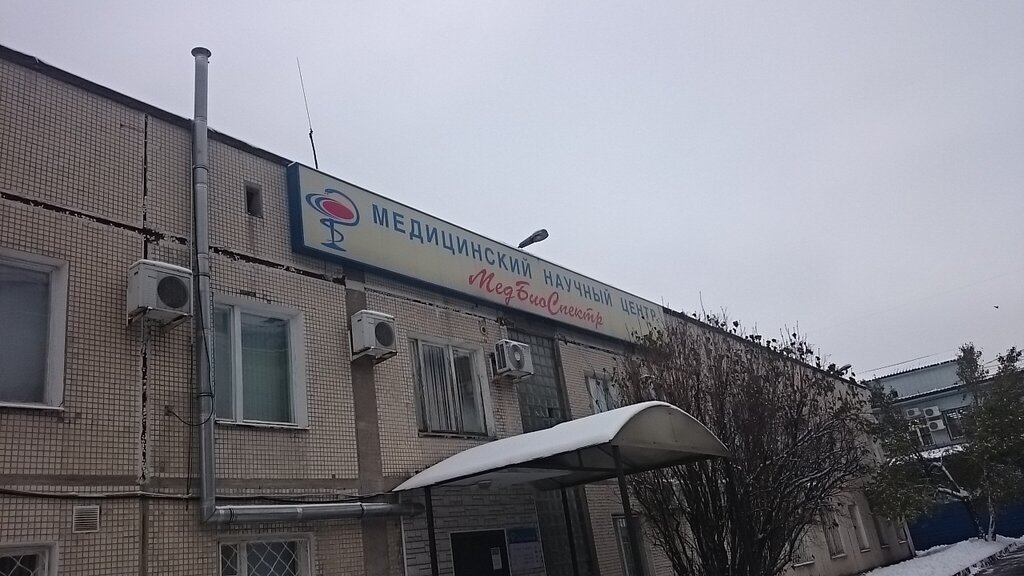 МЕДИЦИНСКИЙ НАУЧНЫЙ ЦЕНТР
МедБиоСпектр